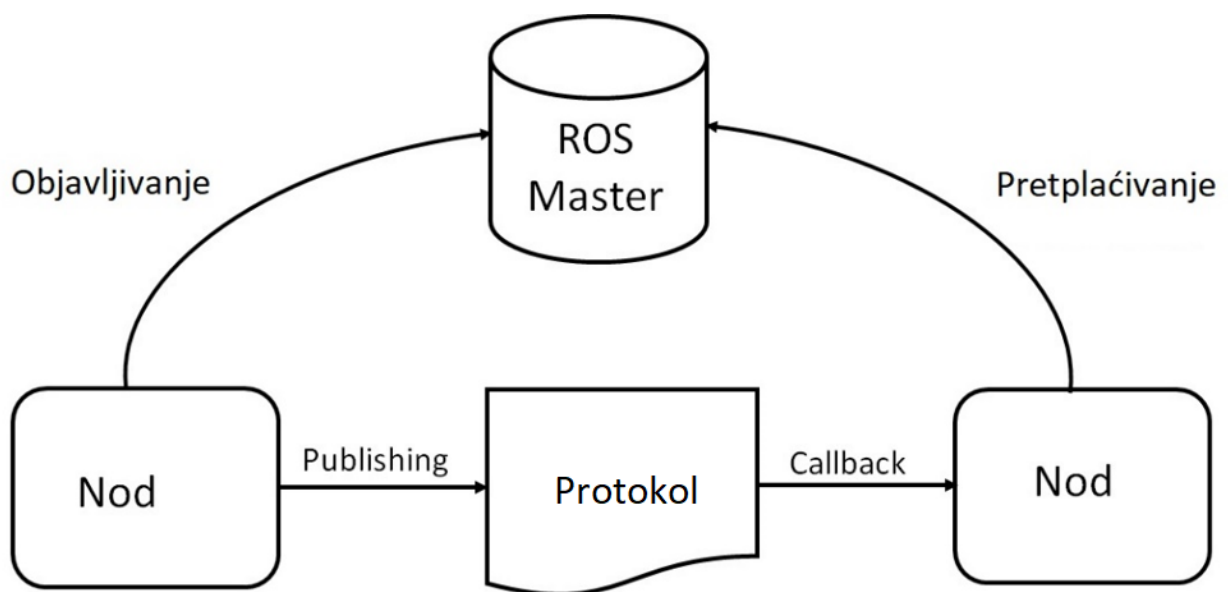 ROS
Master
Objavljivanje
Pretplaćivanje
Nod
Publishing
Protokol
Callback
Nod